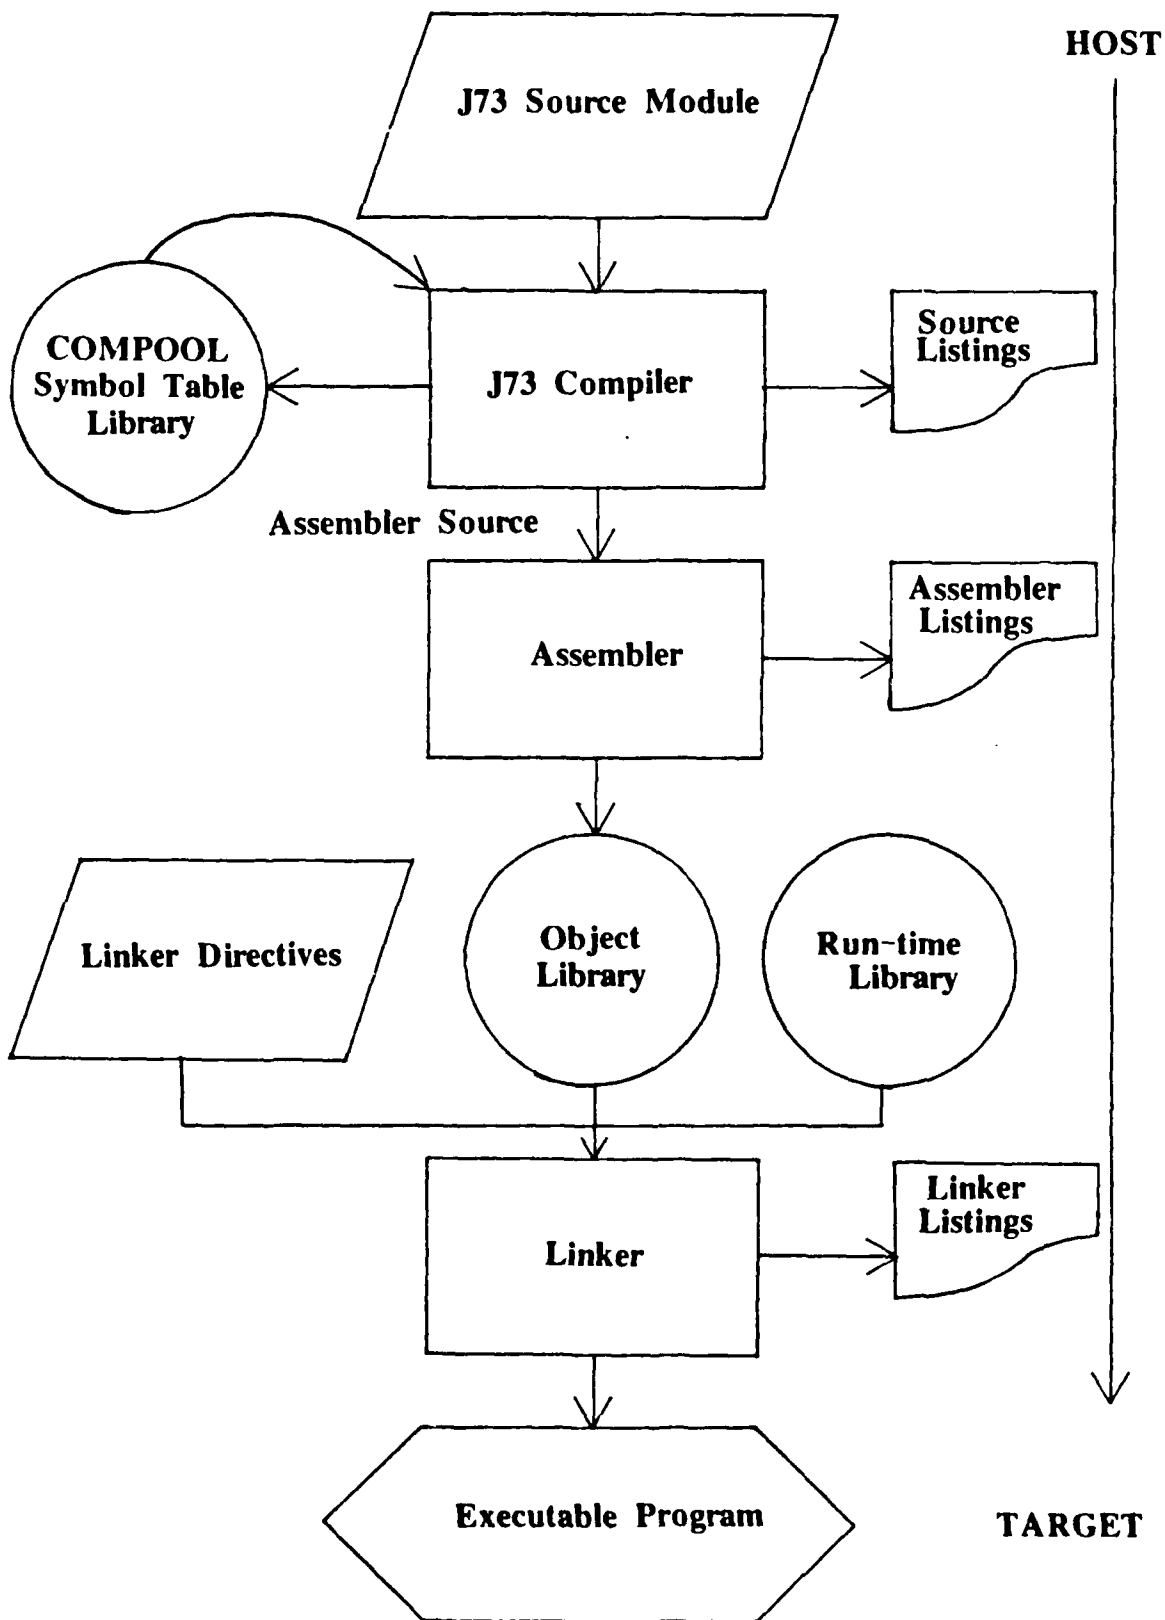 HOST
J73 Source Module
COMPOOL
Symbol Table
Library
J73 Compiler
Source
Listings
Assembler Source
Assembler
Assembler
Listings
Linker Directives
Object
Library
Run-time
Library
Linker
Linker
Listings
Executable Program
TARGET